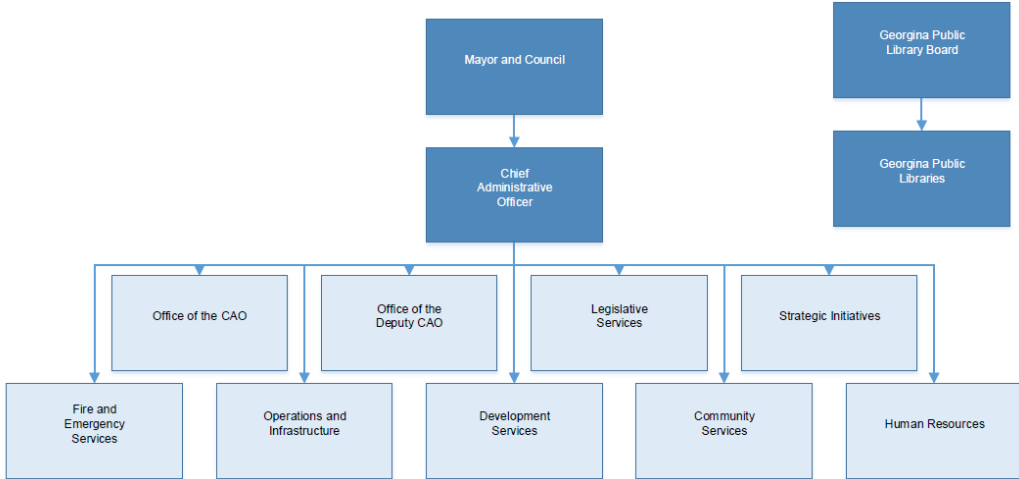 Mayor and Council
Georgina Public
Library Board
Chief
Administrative
Officer
Georgina Public
Libraries
Office of the CAO
Office of the
Deputy CAO
Legislative
Services
Strategic Initiatives
Fire and
Emergency
Services
Operations and
Infrastructure
Development
Services
Community
Services
Human Resources